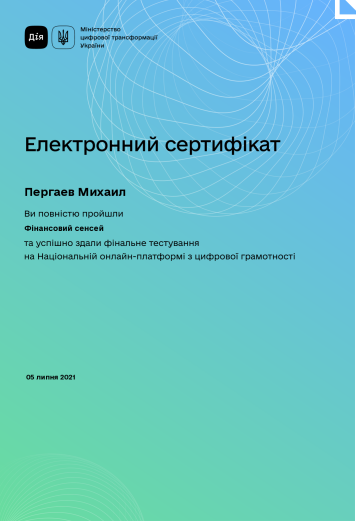 Дія
Міністерство
цифрової трансформації
України
Електронний сертифікат
Пергаев Михаил
Ви повністю пройшли
Фінансовий сенсей
та успішно здали фінальне тестування
на Національній онлайн-платформі з цифрової грамотності
05 липня 2021